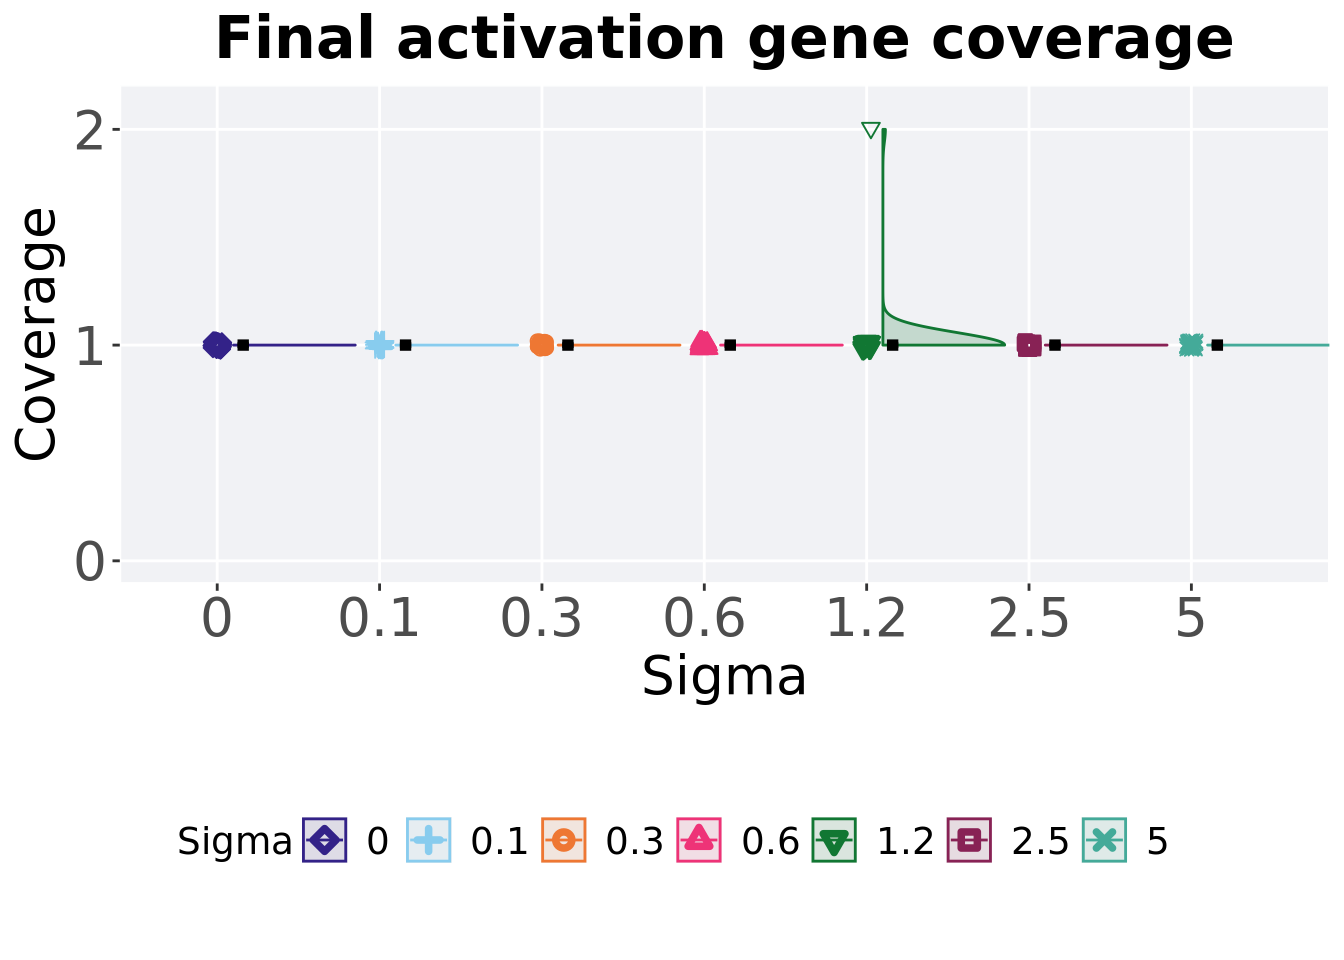 Final activation gene coverage
Coverage
2
1
0
0 0.1 0.3 0.6 1.2 2.5 5
Sigma
Sigma 0 0.1 0.3 0.6 1.2 2.5 5